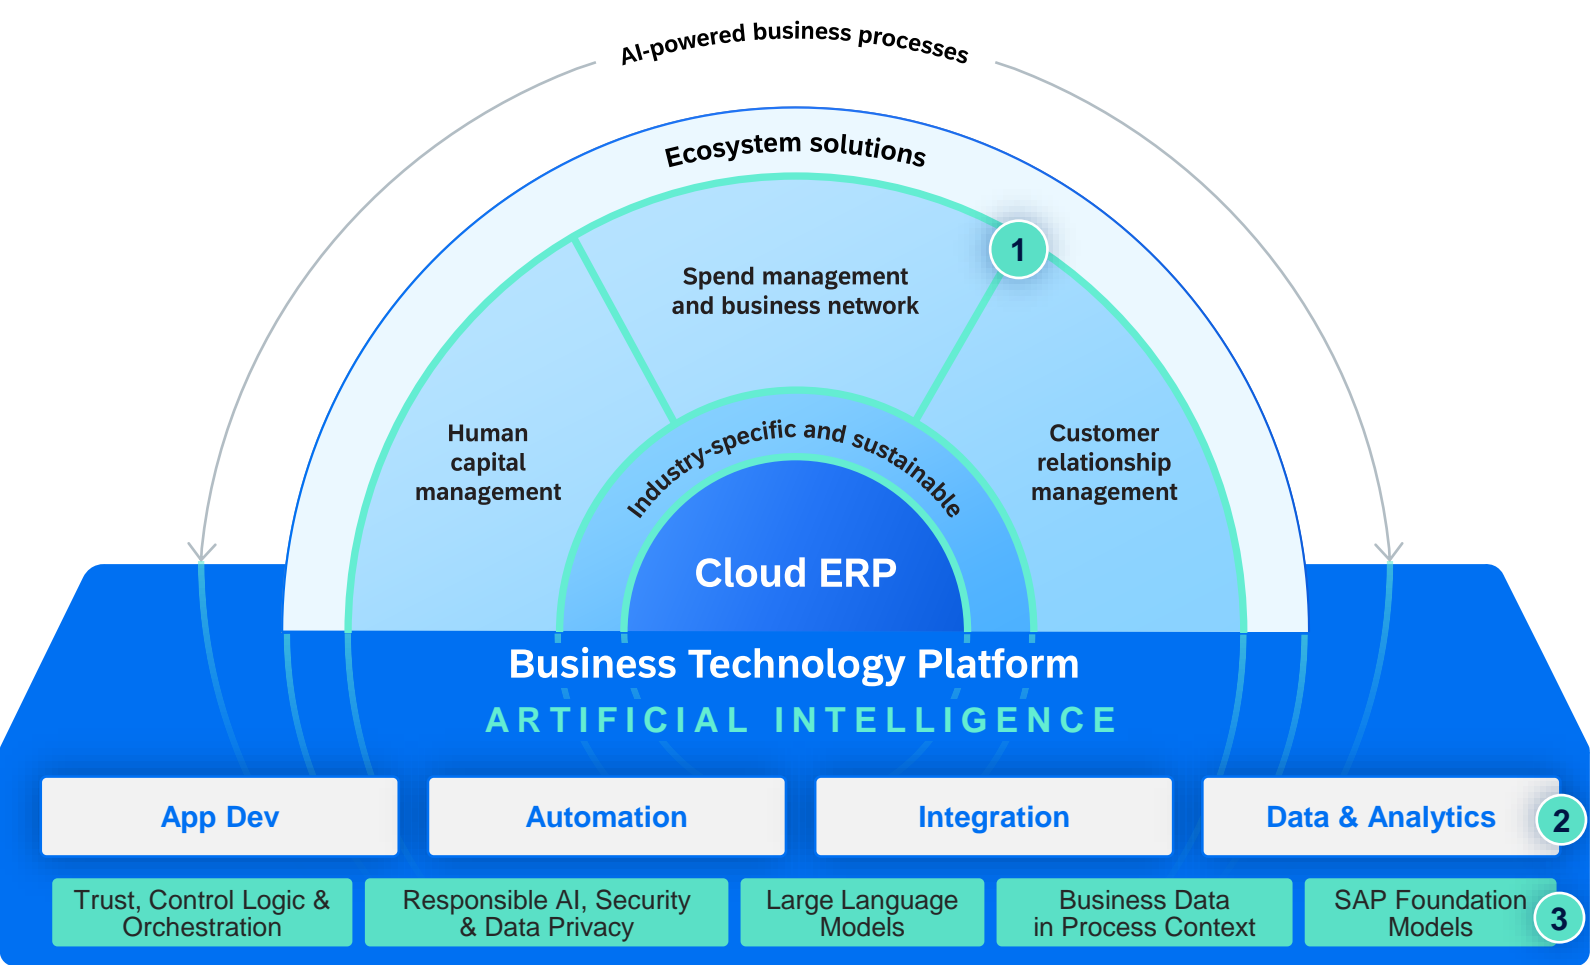 AI-powered business processes
Ecosystem solutions
1
Spend management
and business network
Human
capital
management
Customer
relationship
management
Industry-specific and sustainable
Cloud ERP
Business Technology Platform
ARTIFICIAL INTELLIGENCE
App Dev
Automation
Integration
Data & Analytics
2
Trust, Control Logic &
Orchestration
Responsible AI, Security
& Data Privacy
Large Language
Models
Business Data
in Process Context
SAP Foundation
Models
3